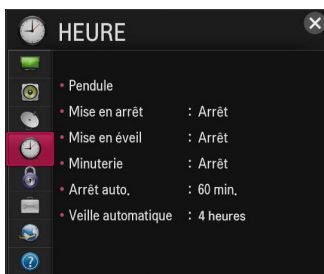 HEURE
• Pendule
• Mise en arrêt : Arrêt
• Mise en éveil : Arrêt
• Minuterie : Arrêt
• Arrêt auto. : 60 min.
• Veille automatique : 4 heures